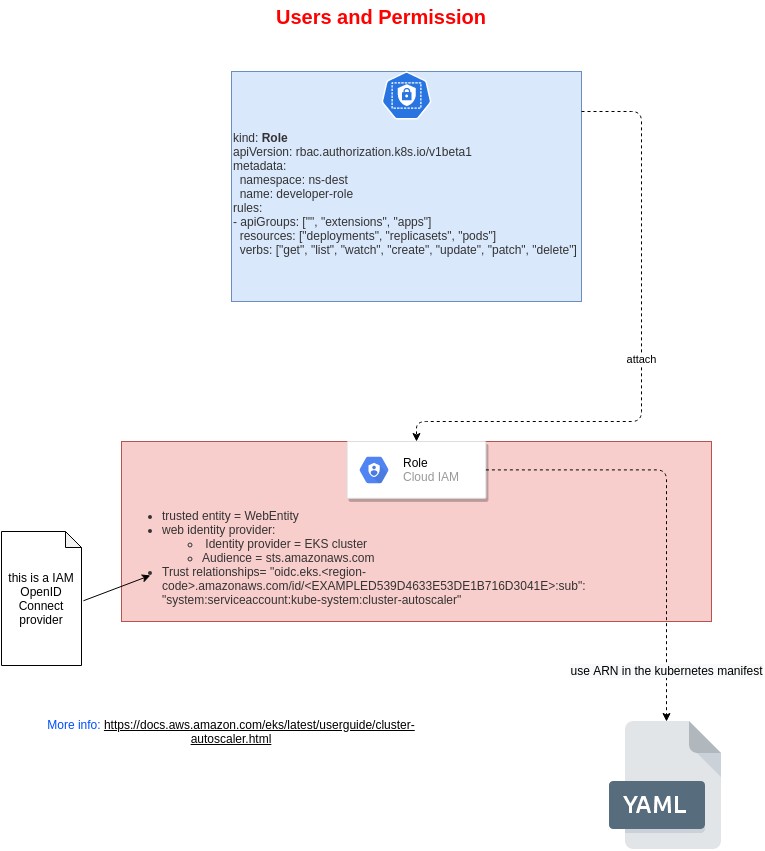 Users and Permission
kind: Role
apiVersion: rbac.authorization.k8s.io/v1beta1
metadata:
  namespace: ns-dest
  name: developer-role
rules:
- apiGroups: ["", "extensions", "apps"]
  resources: ["deployments", "replicasets", "pods"]
  verbs: ["get", "list", "watch", "create", "update", "patch", "delete"]
attach
Role
Cloud IAM
• trusted entity = WebEntity
• web identity provider:
○ Identity provider = EKS cluster
○ Audience = sts.amazonaws.com
• Trust relationships= "oidc.eks.<region-
code>.amazonaws.com/id/<EXAMPLED539D4633E53DE1B716D3041E>:sub":
"system:serviceaccount:kube-system:cluster-autoscaler"
this is a IAM
OpenID
Connect
provider
use ARN in the kubernetes manifest
More info: https://docs.aws.amazon.com/eks/latest/userguide/cluster-
autoscaler.html
YAML